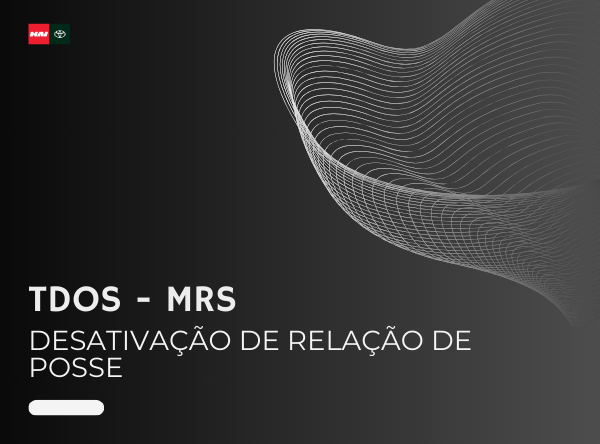 TDOS - MRS
DESATIVAÇÃO DE RELAÇÃO DE
POSSE